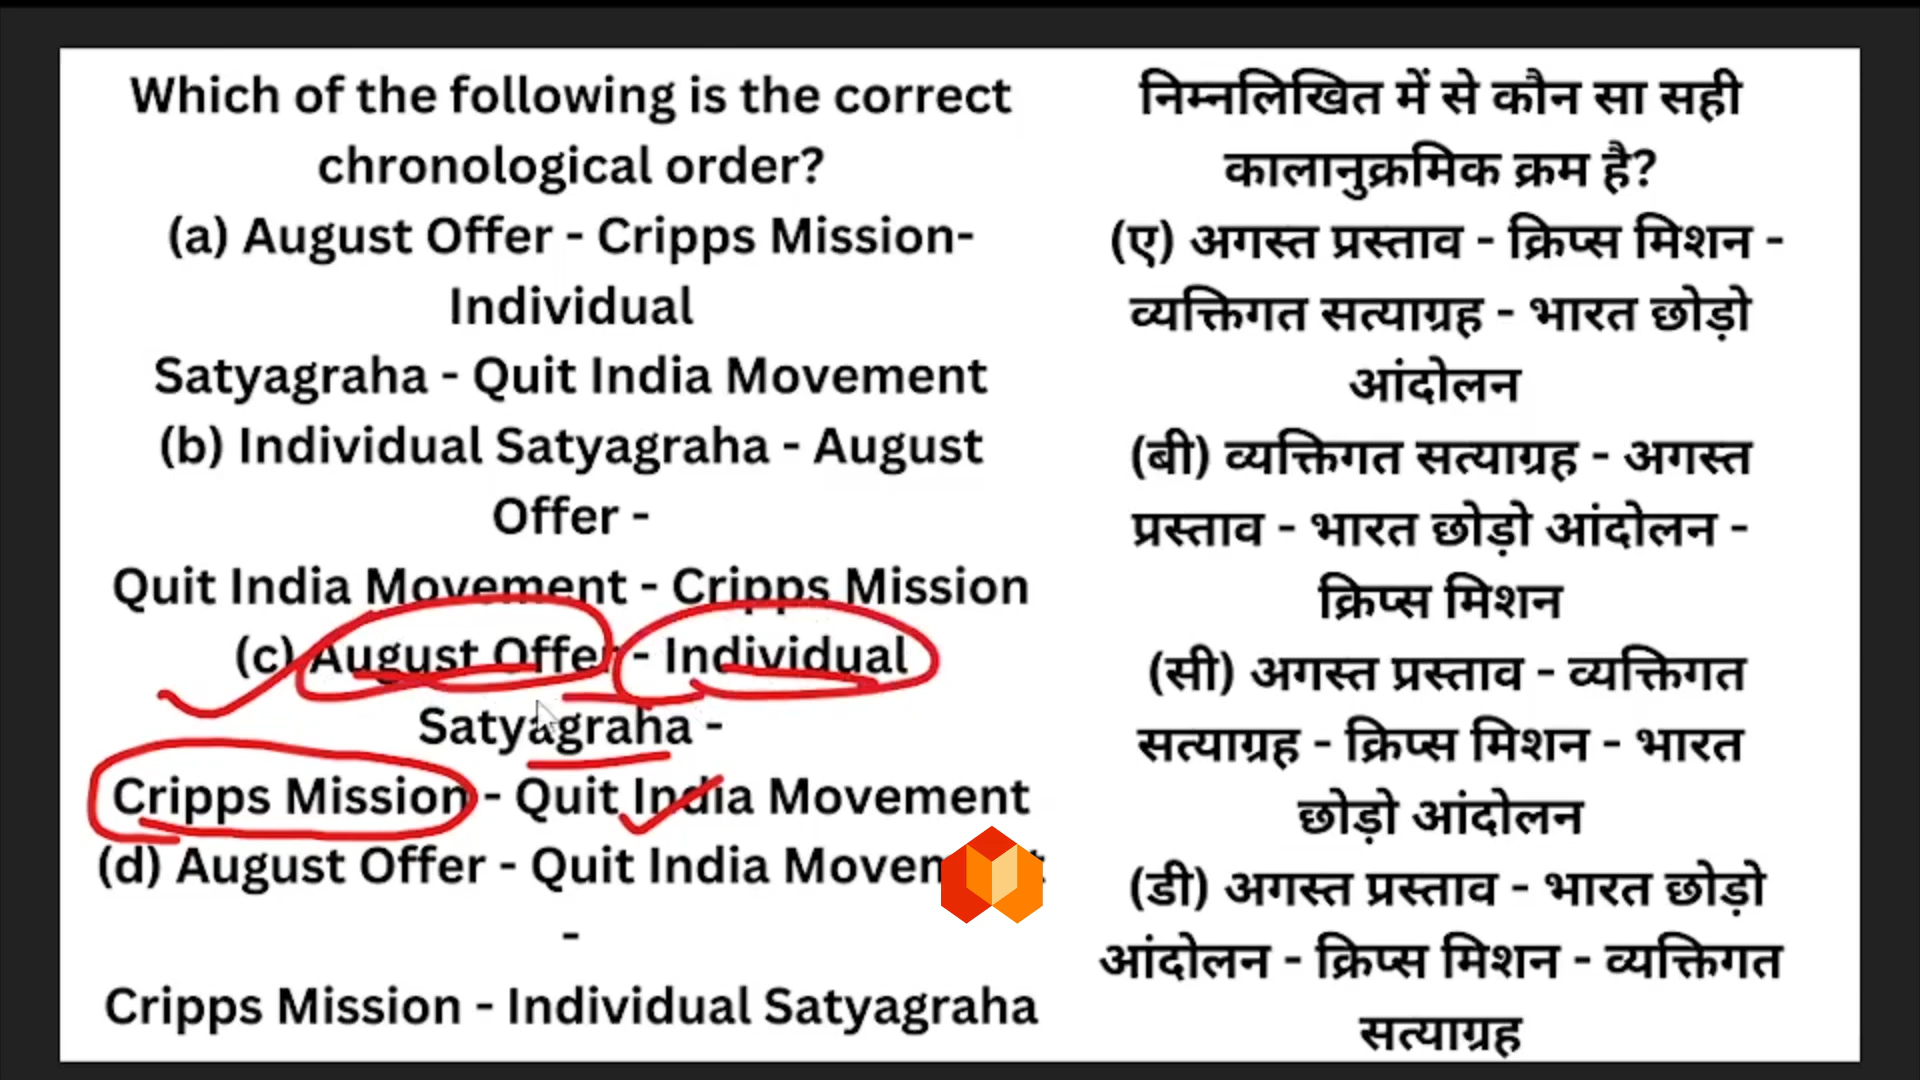 Which of the following is the correct
chronological order?
(a) August Offer - Cripps Mission-
Individual
Satyagraha - Quit India Movement
(b) Individual Satyagraha - August
Offer -
Quit India Movement - Cripps Mission
(c) August Offer - Individual
Satyagraha -
Cripps Mission - Quit India Movement
(d) August Offer - Quit India
-
Cripps Mission - Individual Satyagraha
निम्नलिखित में से कौन सा सही
कालानुक्रमिक क्रम है?
(ए) अगस्त प्रस्ताव - क्रिप्स मिशन -
व्यक्तिगत सत्याग्रह - भारत छोड़ो
आंदोलन
(बी) व्यक्तिगत सत्याग्रह - अगस्त
प्रस्ताव - भारत छोड़ो आंदोलन -
क्रिप्स मिशन
(सी) अगस्त प्रस्ताव - व्यक्तिगत
सत्याग्रह - क्रिप्स मिशन - भारत
छोड़ो आंदोलन
(डी) अगस्त प्रस्ताव - भारत छोड़ो
आंदोलन - क्रिप्स मिशन - व्यक्तिगत
सत्याग्रह